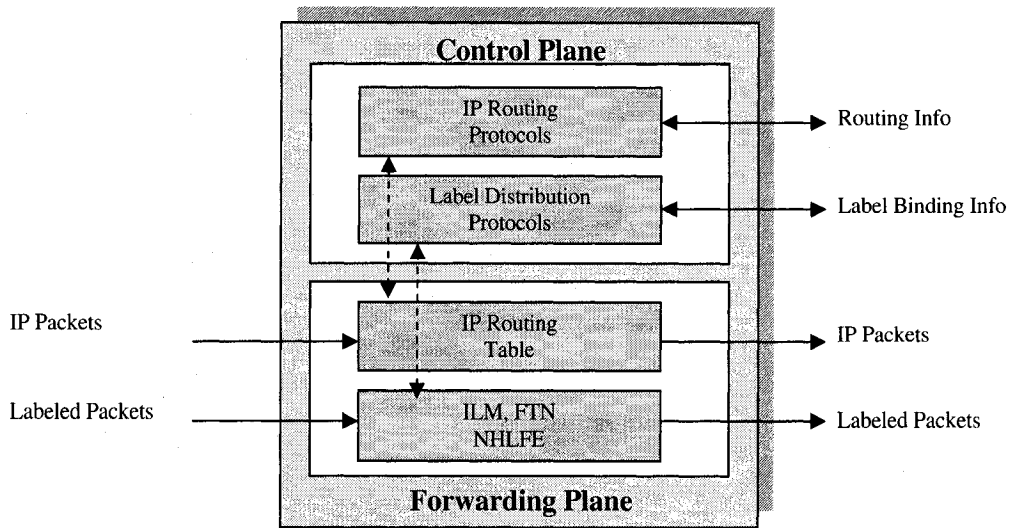 Control Plane
IP Routing
Protocols
Routing Info
Label Distribution
Protocols
Label Binding Info
IP Packets
IP Routing
Table
IP Packets
Labeled Packets
ILM, FTN
NHLFE
Labeled Packets
Forwarding Plane